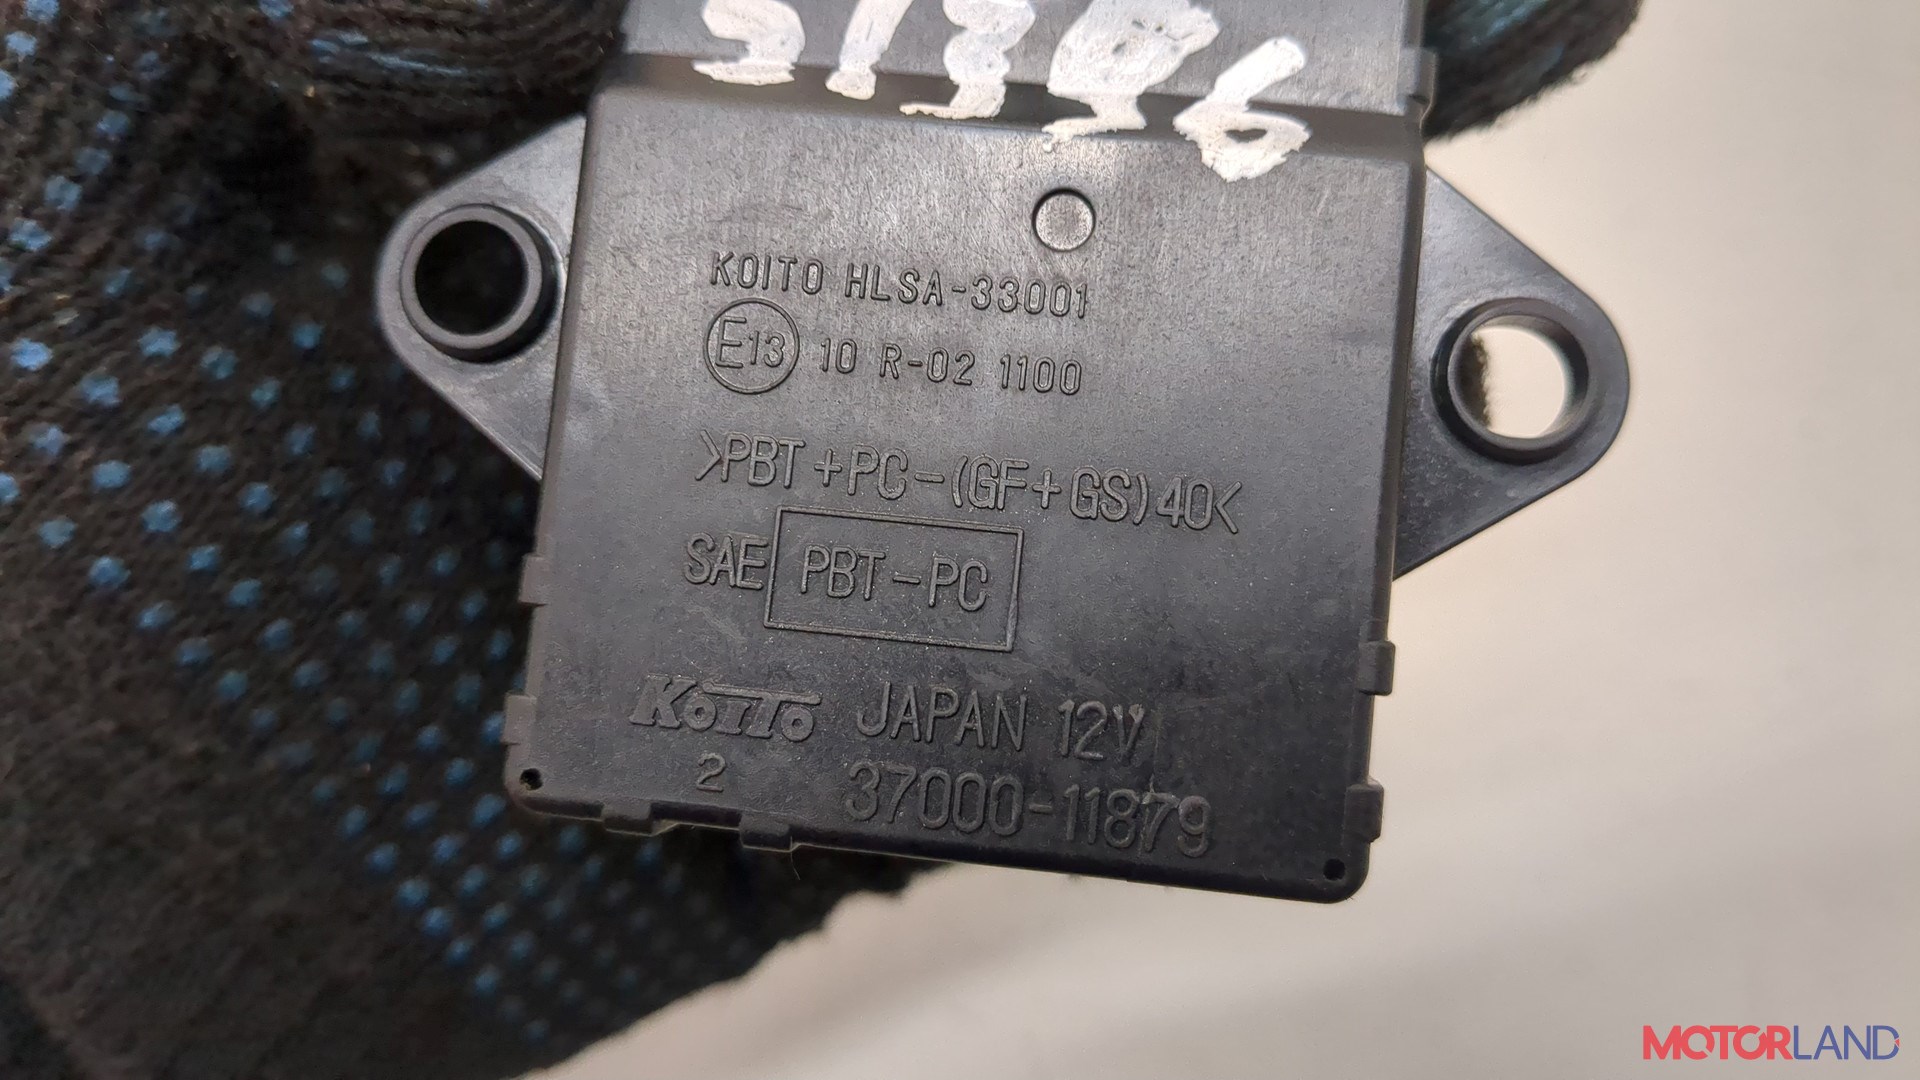 KOITO HLSA-33001
E13 10 R-02 1100
>PBT+PC-(GF+GS)40<
SAE PBT-PC
KOITO JAPAN 12V
2 37000-11879
MOTORLAND